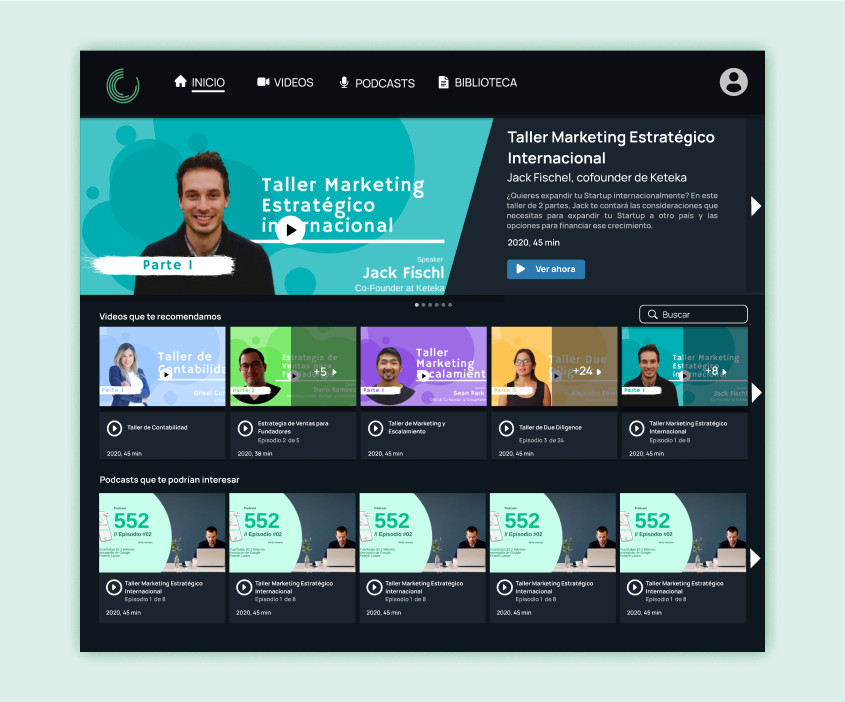 INICIO
VIDEOS
PODCASTS
BIBLIOTECA
Taller Marketing
Estratégico
internacional
Parte I
Speaker
Jack Fischl
Co-Founder at Keteka
Taller Marketing Estratégico
Internacional
Jack Fischel, cofounder de Keteka
¿Quieres expandir tu Startup internacionalmente? En este
taller de 2 partes, Jack te contará las consideraciones que
necesitas para expandir tu Startup a otro país y las
opciones para financiar ese crecimiento.
2020, 45 min
Ver ahora
Videos que te recomendamos
Buscar
Taller de
Contabilidad
Parte I
Estrategia de
Ventas
+5
Parte 2
Taller
Marketing
Escalamient
Parte I
Sean Park
Taller Due
+24
Parte
Taller Marketing
Estratégico
+8
Parte I
Jack Fischl
Taller de Contabilidad
2020, 45 min
Estrategia de Ventas para
Fundadores
Episodio 2 de 5
2020, 38 min
Taller de Marketing y
Escalamiento
2020, 45 min
Taller de Due Diligence
Episodio 3 de 24
2020, 45 min
Taller Marketing Estratégico
Internacional
Episodio 1 de 8
2020, 45 min
Podcasts que te podrían interesar
Podcast
552
// Episodio #02
Podcast
552
// Episodio #02
Podcast
552
// Episodio #02
Podcast
552
// Episodio #02
Podcast
552
// Episodio #02
Taller Marketing Estratégico
Internacional
Episodio 1 de 8
2020, 45 min
Taller Marketing Estratégico
Internacional
Episodio 1 de 8
2020, 45 min
Taller Marketing Estratégico
Internacional
Episodio 1 de 8
2020, 45 min
Taller Marketing Estratégico
Internacional
Episodio 1 de 8
2020, 45 min
Taller Marketing Estratégico
Internacional
Episodio 1 de 8
2020, 45 min